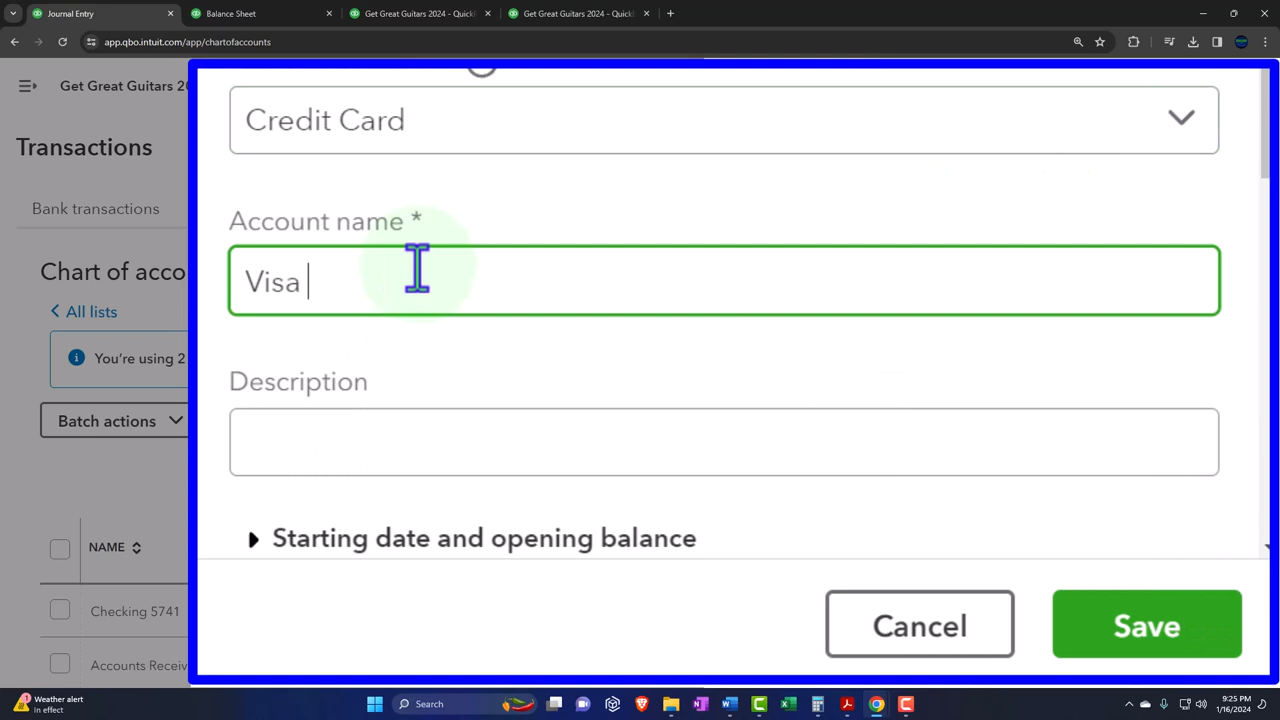 Journal Entry
Balance Sheet
Get Great Guitars 2024 - QuickB
Get Great Guitars 2024 - QuickB
app.qbo.intuit.com/app/chartofaccounts
Get Great Guitars 20
Transactions
Bank transactions
Chart of acco
All lists
You're using 2
Batch actions
NAME
Checking 5741
Accounts Receiv
Credit Card
Account name *
Visa
Description
Starting date and opening balance
Cancel
Save
Weather alert
In effect
Search
9:25 PM
1/16/2024